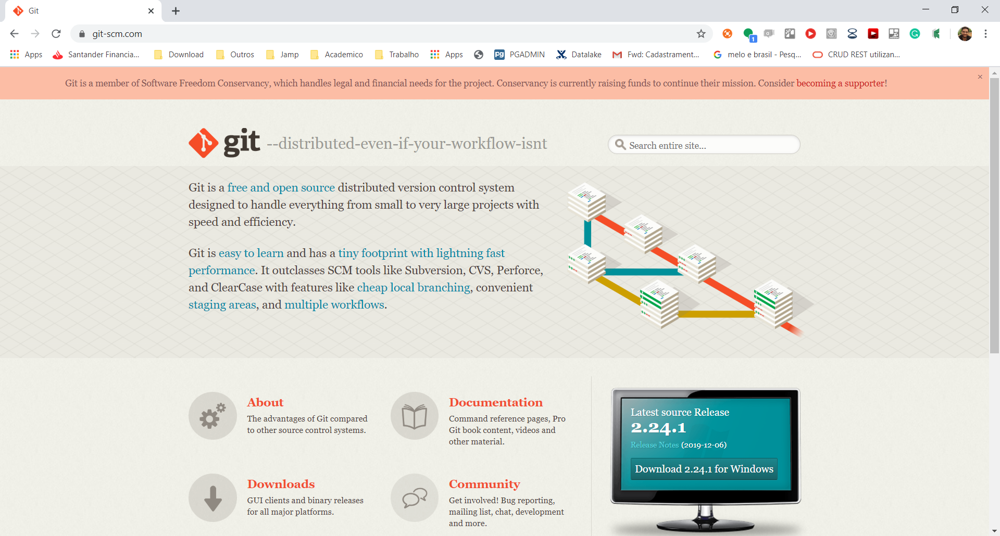 Git
git-scm.com
1
Apps
Santander Financia...
Download
Outros
Jamp
Academico
Trabalho
Apps
pg
PGADMIN
Datalake
Fwd: Cadastrament...
melo e brasil - Pesq...
CRUD REST utilizan...
Git is a member of Software Freedom Conservancy, which handles legal and financial needs for the project. Conservancy is currently raising funds to continue their mission. Consider becoming a supporter!
git --distributed-even-if-your-workflow-isnt
Search entire site...
Git is a free and open source distributed version control system
designed to handle everything from small to very large projects with
speed and efficiency.
Git is easy to learn and has a tiny footprint with lightning fast
performance. It outclasses SCM tools like Subversion, CVS, Perforce,
and ClearCase with features like cheap local branching, convenient
staging areas, and multiple workflows.
About
The advantages of Git compared
to other source control systems.
Documentation
Command reference pages, Pro
Git book content, videos and
other material.
Downloads
GUI clients and binary releases
for all major platforms.
Community
Get involved! Bug reporting,
mailing list, chat, development
and more.
Latest source Release
2.24.1
Release Notes (2019-12-06)
Download 2.24.1 for Windows